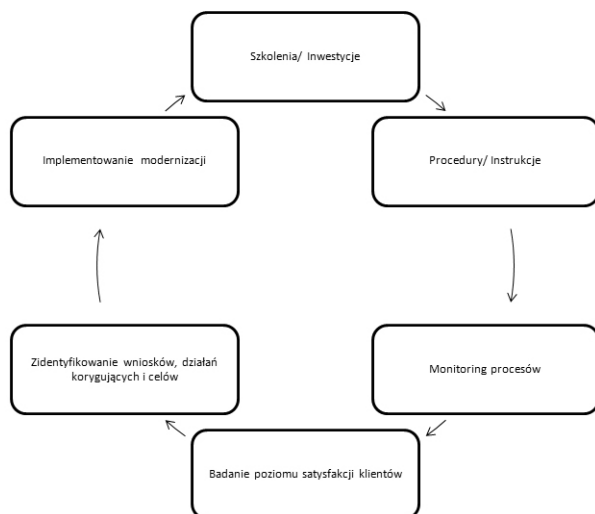 Szkolenia/ Inwestycje
Implementowanie modernizacji
Procedury/ Instrukcje
Zidentyfikowanie wniosków, działań
korygujących i celów
Monitoring procesów
Badanie poziomu satysfakcji klientów